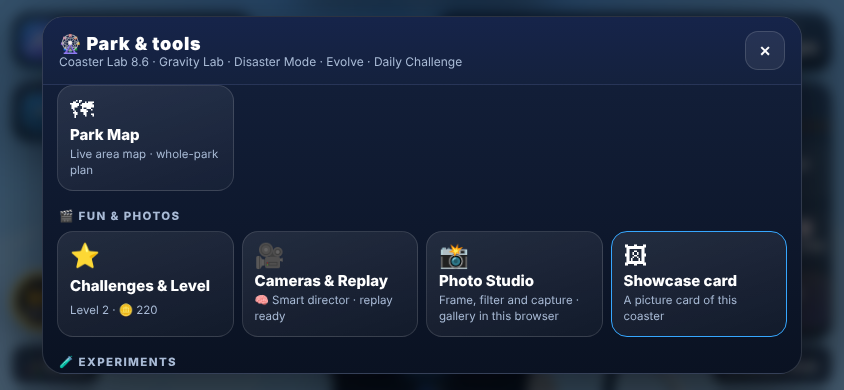 Park & tools
Coaster Lab 8.6 · Gravity Lab · Disaster Mode · Evolve · Daily Challenge
×
Park Map
Live area map · whole-park
plan
FUN & PHOTOS
Challenges & Level
Level 2 · 🪙 220
Cameras & Replay
🧠 Smart director · replay
ready
Photo Studio
Frame, filter and capture ·
gallery in this browser
Showcase card
A picture card of this
coaster
EXPERIMENTS